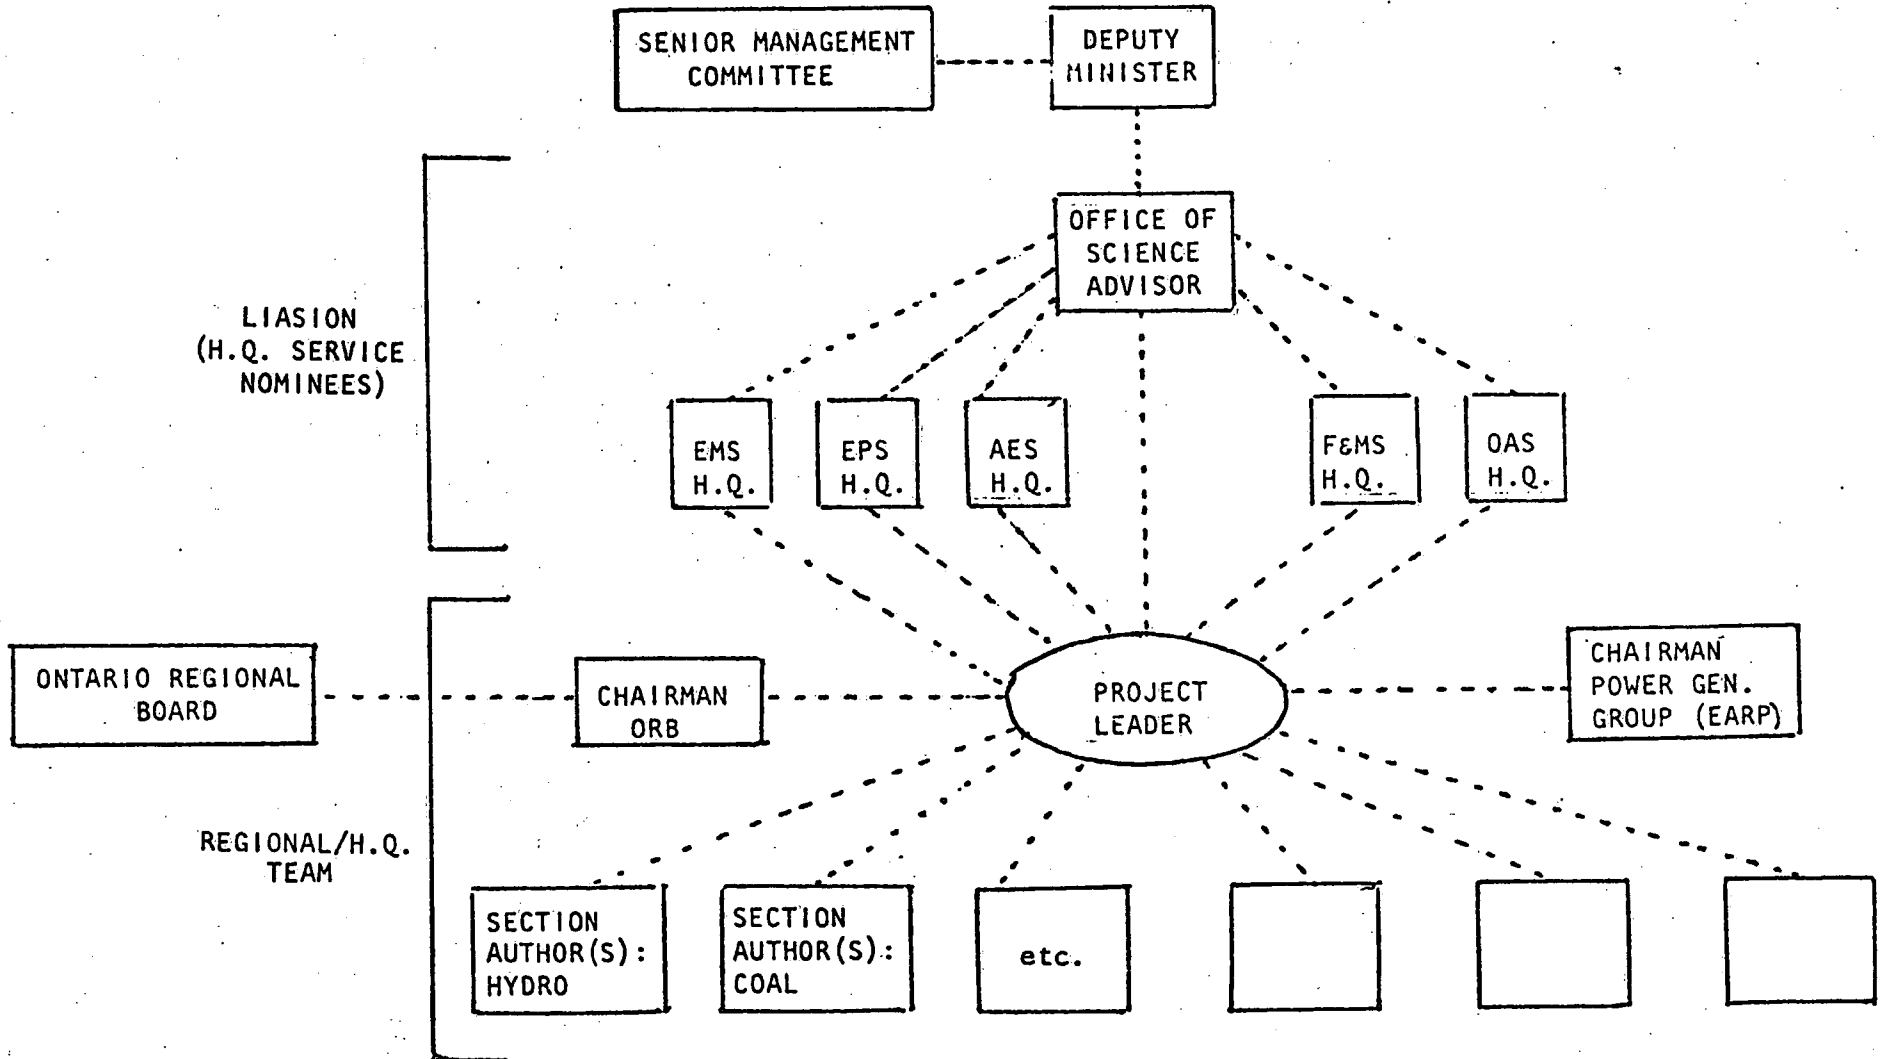 SENIOR MANAGEMENT
COMMITTEE
DEPUTY
MINISTER
OFFICE OF
SCIENCE
ADVISOR
LIASION
(H.Q. SERVICE
NOMINEES)
EMS
H.Q.
EPS
H.Q.
AES
H.Q.
F&MS
H.Q.
OAS
H.Q.
ONTARIO REGIONAL
BOARD
CHAIRMAN
ORB
PROJECT
LEADER
CHAIRMAN
POWER GEN.
GROUP (EARP)
REGIONAL/H.Q.
TEAM
SECTION
AUTHOR(S):
HYDRO
SECTION
AUTHOR(S):
COAL
etc.